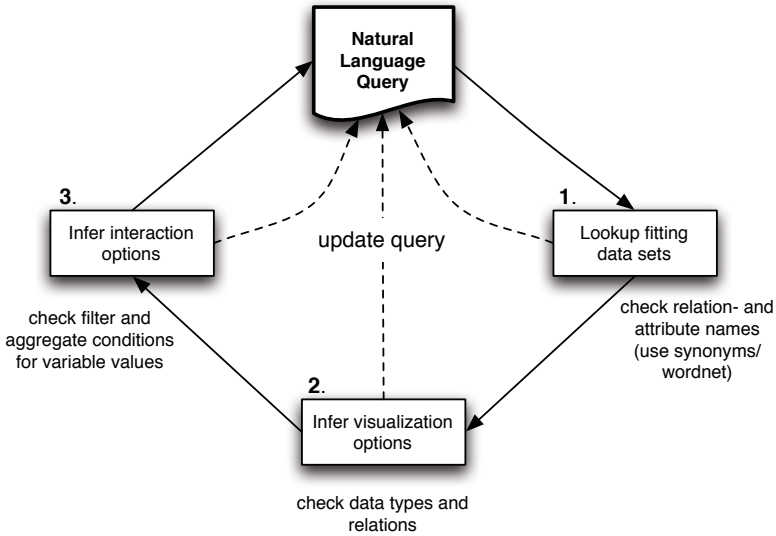 Natural
Language
Query
3.
Infer interaction
options
check filter and
aggregate conditions
for variable values
update query
1.
Lookup fitting
data sets
check relation- and
attribute names
(use synonyms/
wordnet)
2.
Infer visualization
options
check data types and
relations